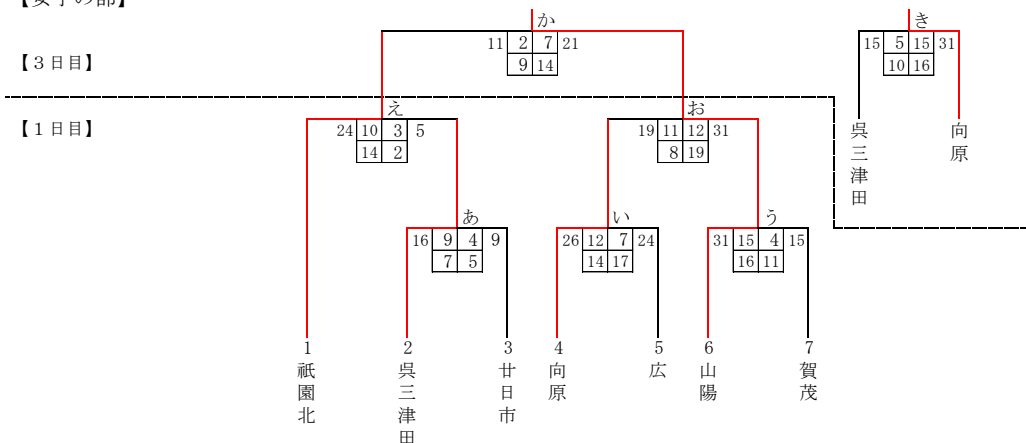 【女子の部】
か き
11 2 7 21 15 5 15 31
【３日目】 9 14 10 16
え お
【１日目】 24 10 3 5 19 11 12 31 呉三津田 向原
14 2 8 19
あ い う
16 9 4 9 26 12 7 24 31 15 4 15
7 5 14 17 16 11
1 2 3 4 5 6 7
祇園北 呉三津田 廿日市 向原 広 山陽 賀茂